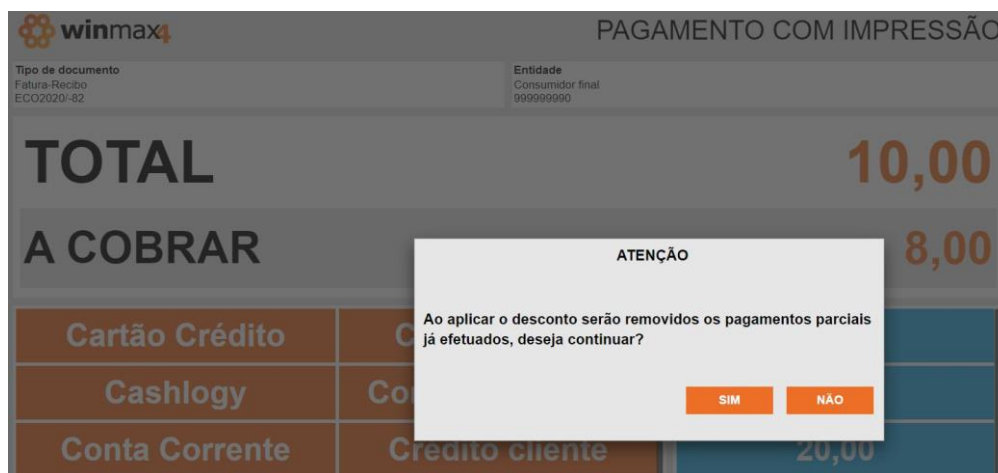 winmax4
PAGAMENTO COM IMPRESSÃO
Tipo de documento
Fatura-Recibo
ECO2020/-82
Entidade
Consumidor final
999999990
TOTAL
10,00
A COBRAR
8,00
ATENÇÃO
Ao aplicar o desconto serão removidos os pagamentos parciais
já efetuados, deseja continuar?
SIM
NÃO
Cartão Crédito
Cashlogy
Conta Corrente
Crédito cliente
20,00